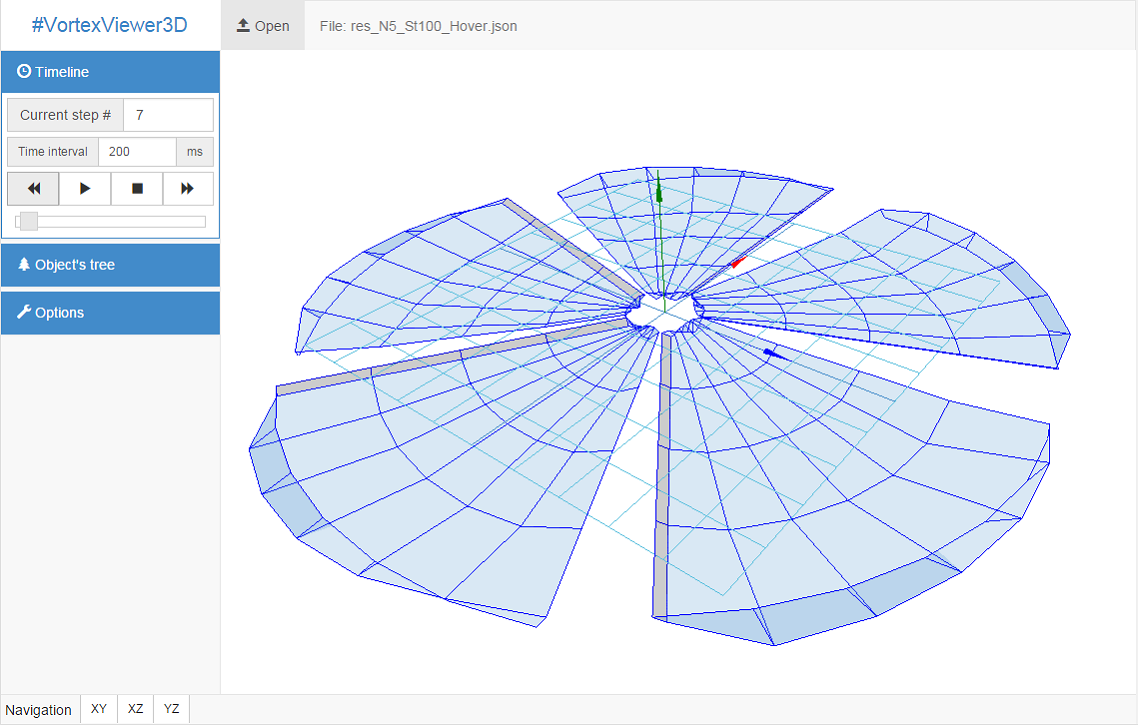 #VortexViewer3D
Open
File: res_N5_St100_Hover.json
Timeline
Current step # 7
Time interval 200 ms
Object's tree
Options
Navigation XY XZ YZ